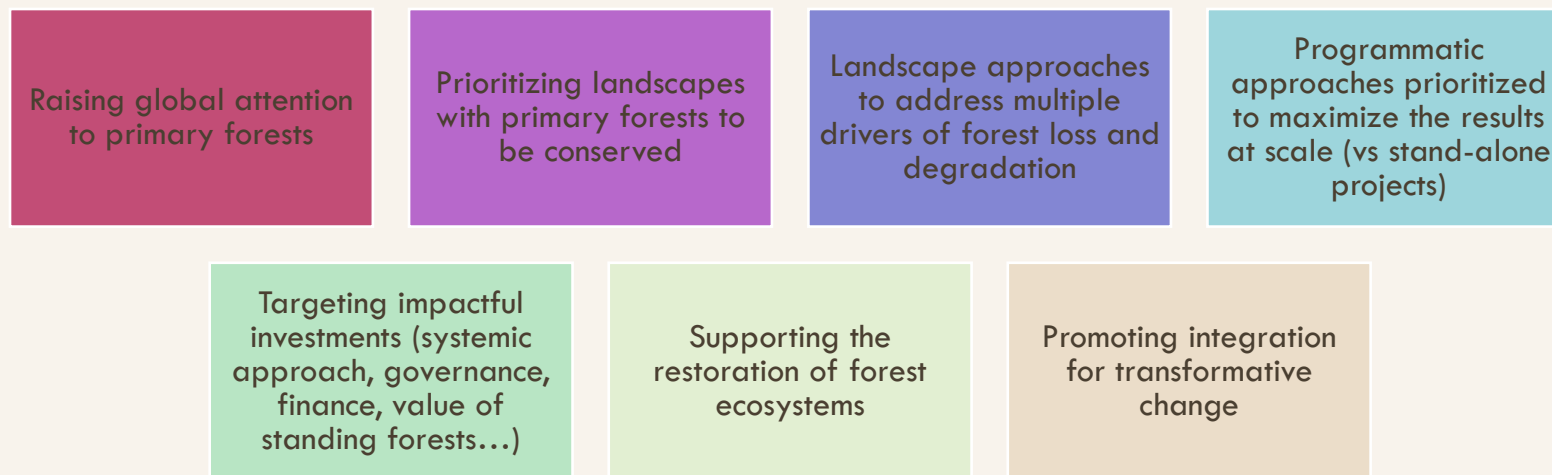 Raising global attention
to primary forests
Prioritizing landscapes
with primary forests to
be conserved
Landscape approaches
to address multiple
drivers of forest loss and
degradation
Programmatic
approaches prioritized
to maximize the results
at scale (vs stand-alone
projects)
Targeting impactful
investments (systemic
approach, governance,
finance, value of
standing forests…)
Supporting the
restoration of forest
ecosystems
Promoting integration
for transformative
change